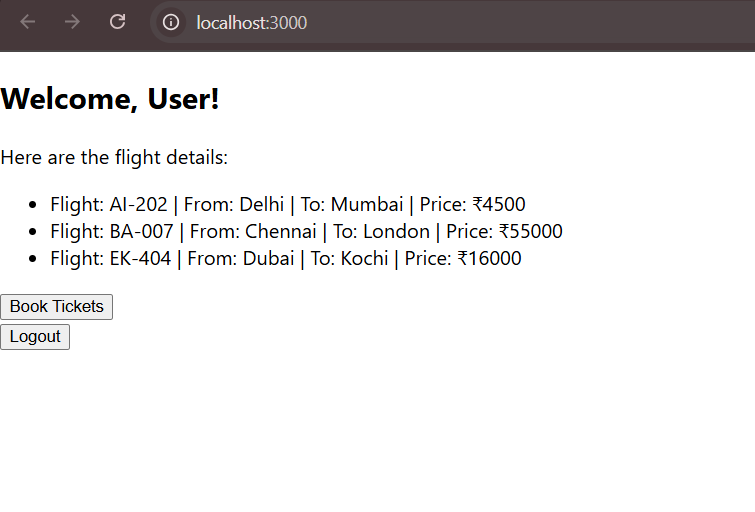 localhost:3000
Welcome, User!
Here are the flight details:
Flight: AI-202 | From: Delhi | To: Mumbai | Price: ₹4500
Flight: BA-007 | From: Chennai | To: London | Price: ₹55000
Flight: EK-404 | From: Dubai | To: Kochi | Price: ₹16000
Book Tickets
Logout